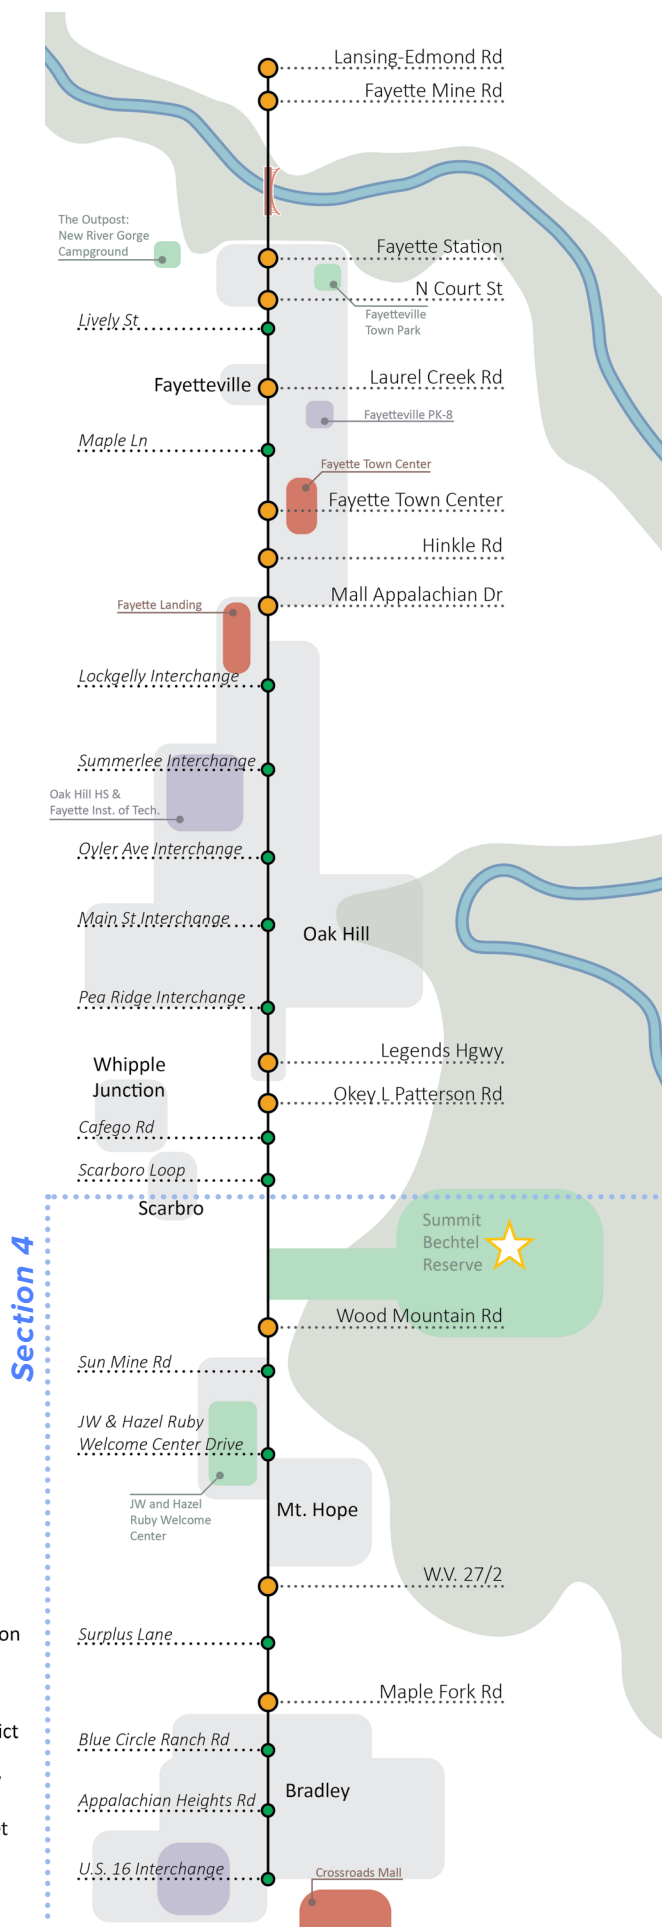 Lansing-Edmond Rd
Fayette Mine Rd
The Outpost:
New River Gorge
Campground
Fayette Station
N Court St
Lively St
Fayetteville
Town Park
Laurel Creek Rd
Fayetteville
Fayetteville PK-8
Maple Ln
Fayette Town Center
Fayette Town Center
Hinkle Rd
Mall Appalachian Dr
Fayette Landing
Lockgelly Interchange
Summerlee Interchange
Oak Hill HS &
Fayette Inst. of Tech.
Oyler Ave Interchange
Main St Interchange
Oak Hill
Pea Ridge Interchange
Legends Hgwy
Whipple
Junction
Okey L Patterson Rd
Cafego Rd
Scarboro Loop
Scarbro
Section 4
Summit
Bechtel
Reserve
Wood Mountain Rd
Sun Mine Rd
JW & Hazel Ruby
Welcome Center Drive
JW and Hazel
Ruby Welcome
Center
Mt. Hope
W.V. 27/2
Surplus Lane
on
Maple Fork Rd
ict
Blue Circle Ranch Rd
Bradley
Appalachian Heights Rd
et
U.S. 16 Interchange
Crossroads Mall